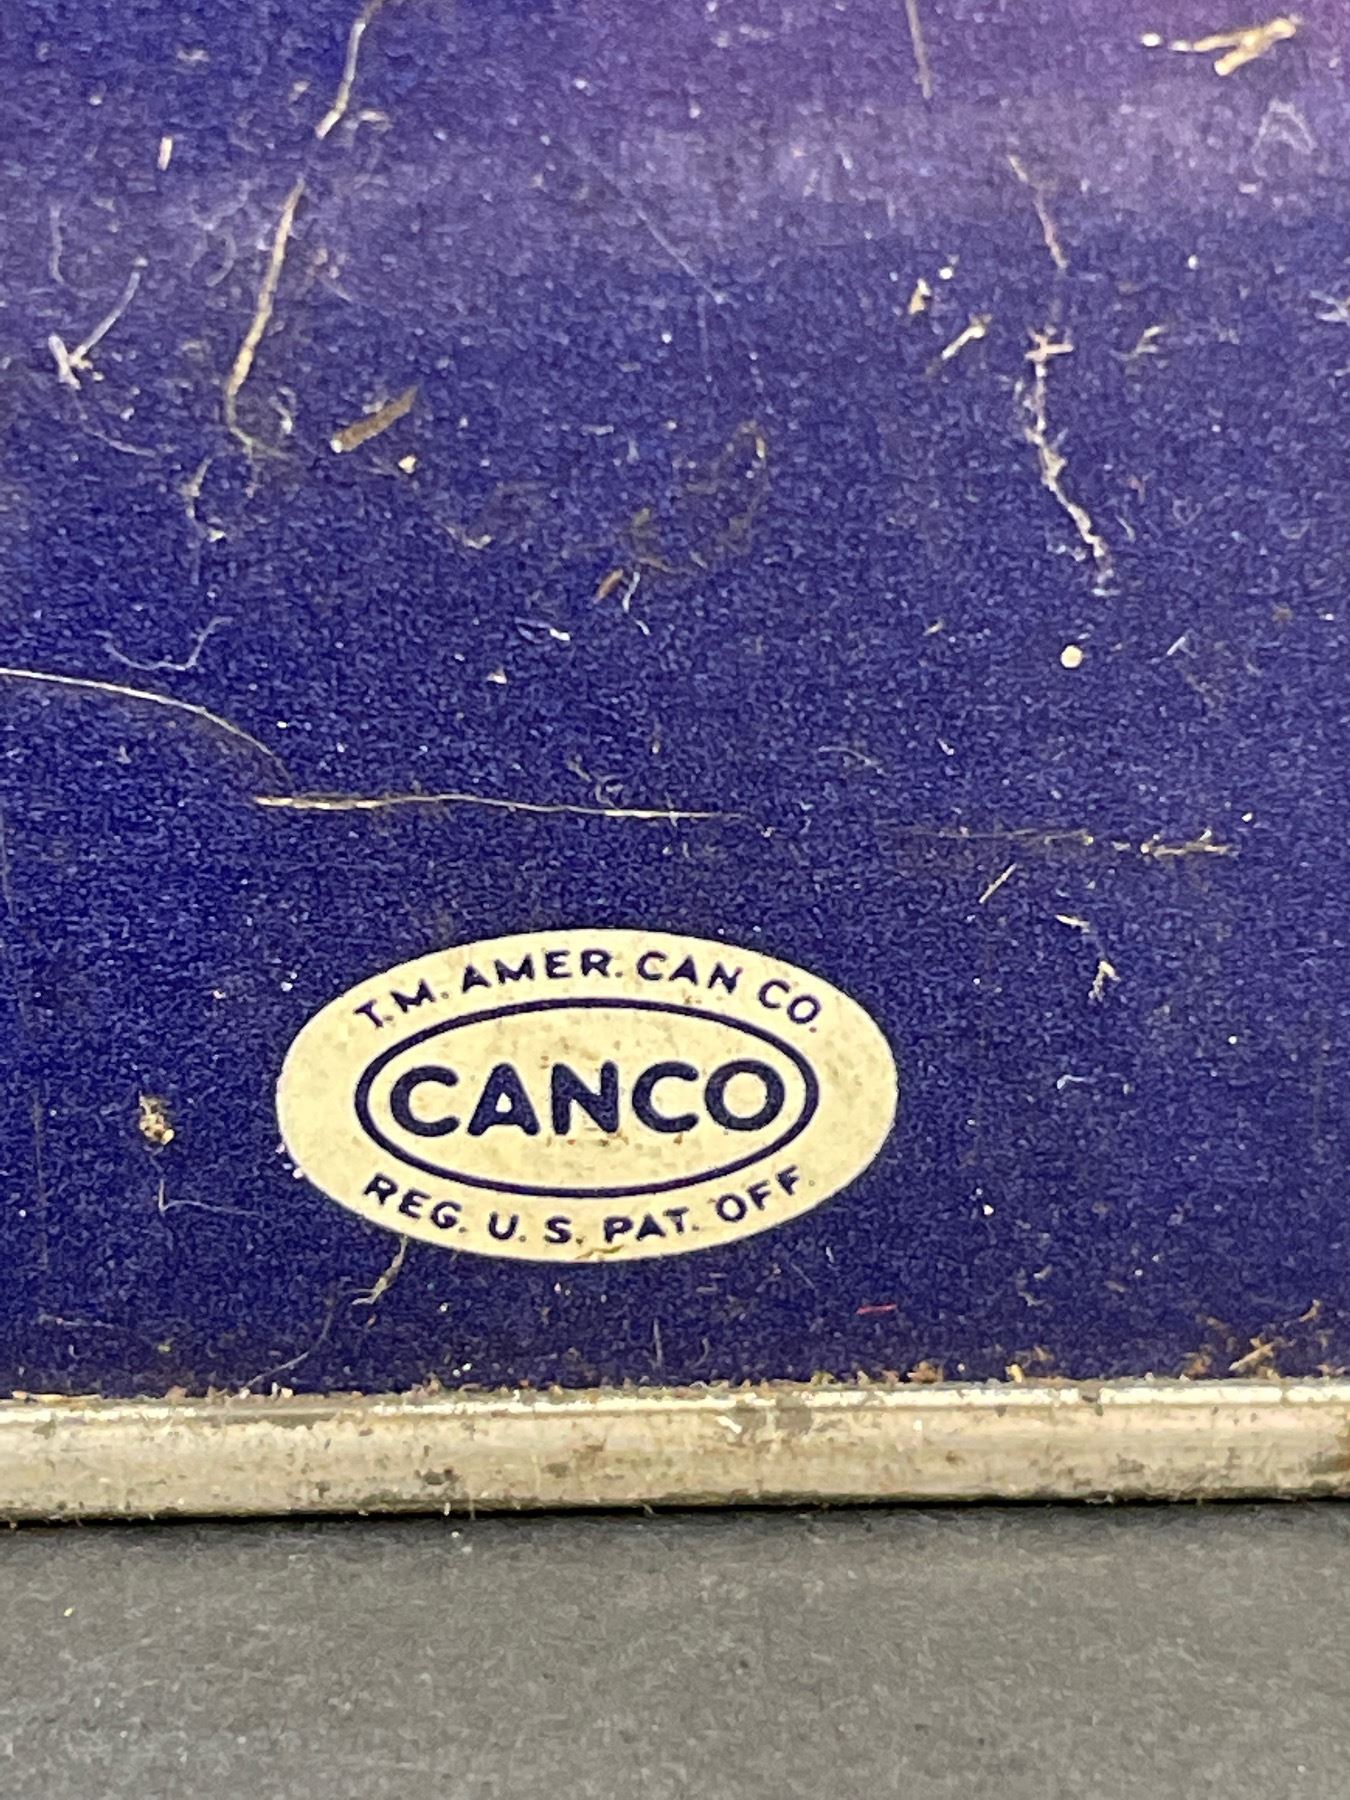 T.M. AMER. CAN CO.
CANCO
REG. U. S. PAT. OFF.